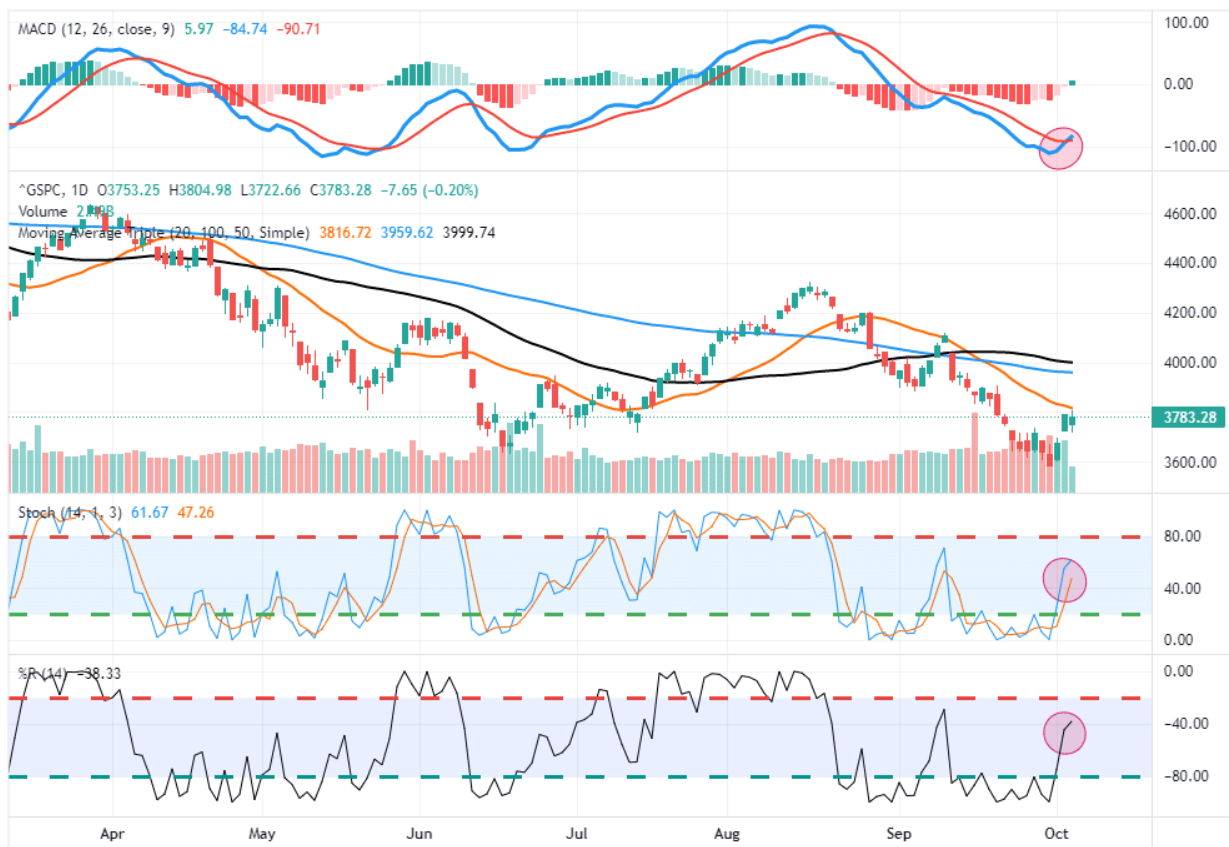 MACD (12, 26, close, 9) 5.97 −84.74 −90.71
100.00
0.00
−100.00
^GSPC, 1D O3753.25 H3804.98 L3722.66 C3783.28 −7.65 (−0.20%)
Volume
Moving Average Triple (20, 100, 50, Simple) 3816.72 3959.62 3999.74
4600.00
4400.00
4200.00
4000.00
3783.28
3600.00
Stoch (14, 1, 3) 61.67 47.26
80.00
40.00
0.00
%R (14) −38.33
0.00
−40.00
−80.00
Apr May Jun Jul Aug Sep Oct